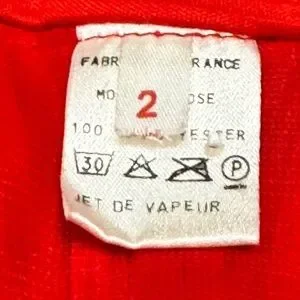 FABR RANCE
MO OSE
2
100 ESTER
30 P
JET DE VAPEUR